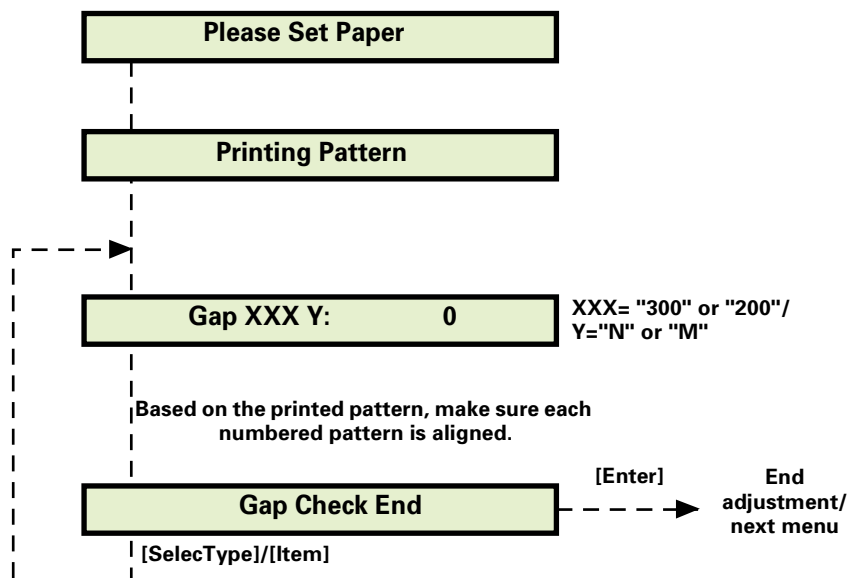 Please Set Paper
Printing Pattern
Gap XXX Y: 0
XXX= "300" or "200"/
Y="N" or "M"
Based on the printed pattern, make sure each
numbered pattern is aligned.
Gap Check End
[Enter]
End
adjustment/
next menu
[SelecType]/[Item]